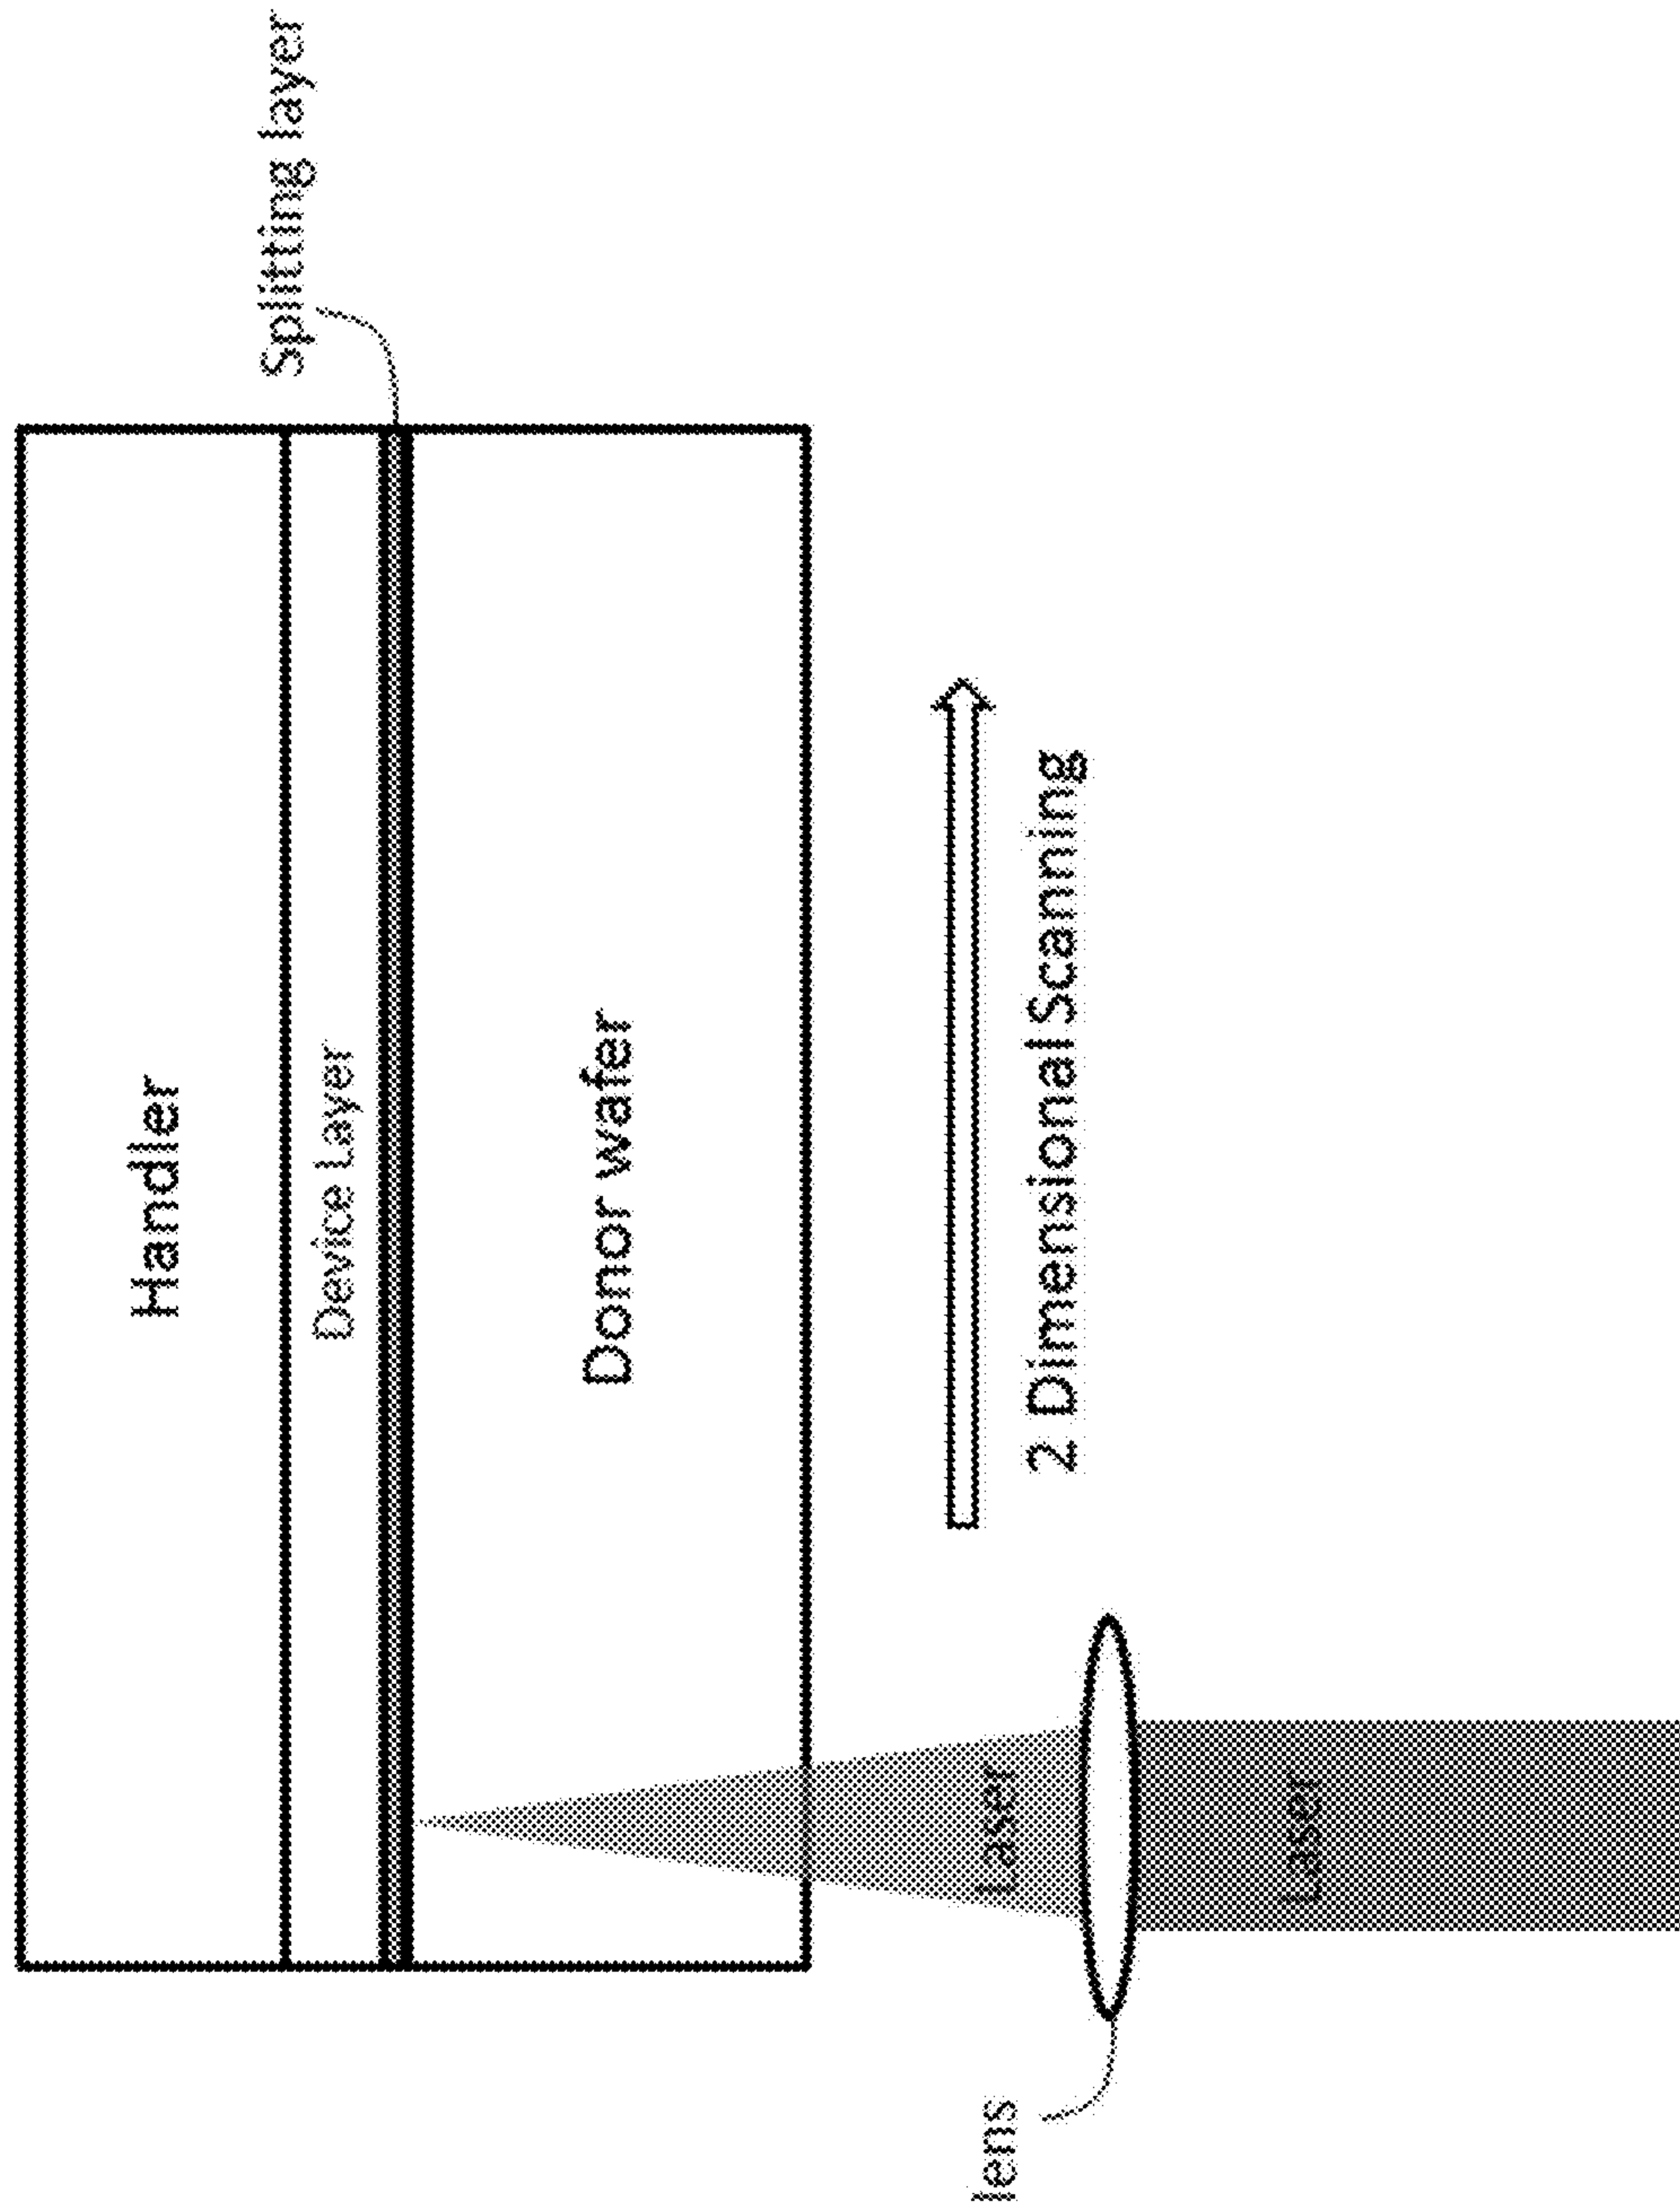 Splitting layer
Handler
Device Layer
Donor wafer
2 Dimensional Scanning
Laser
Laser
lens